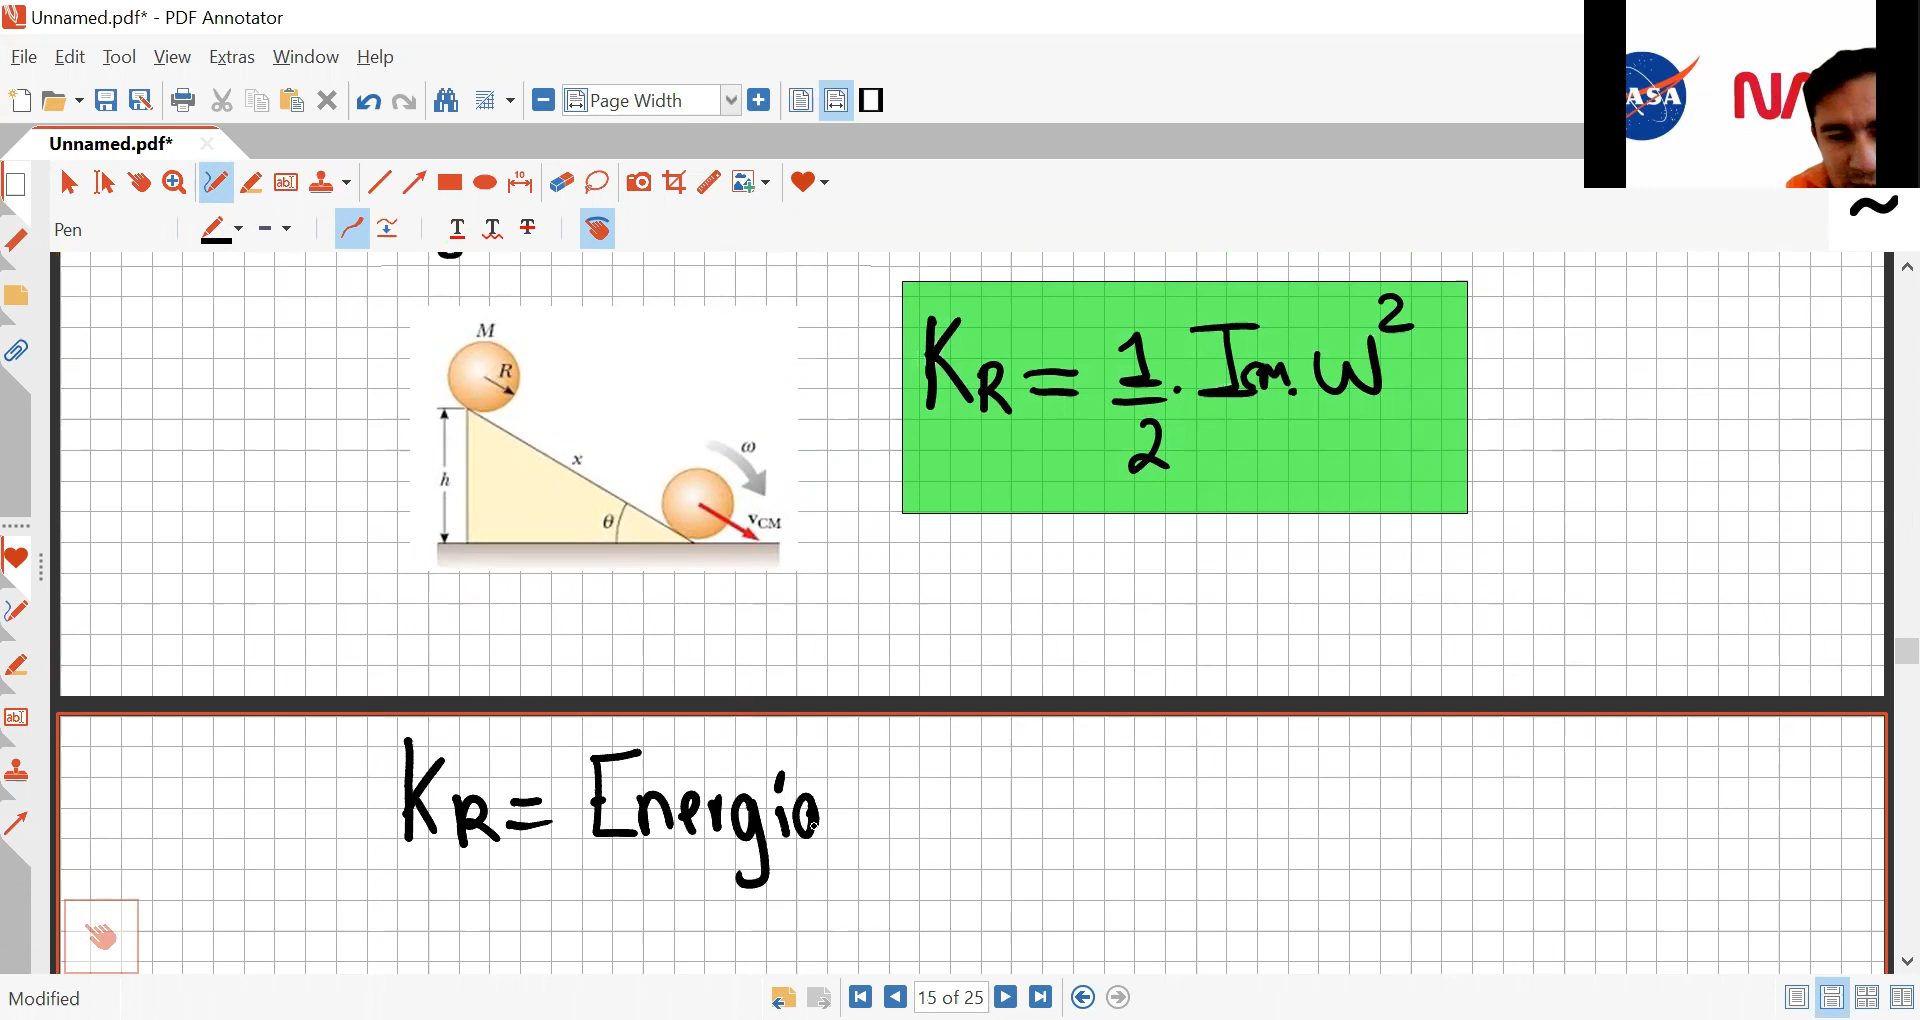 Unnamed.pdf* - PDF Annotator
File Edit Tool View Extras Window Help
Page Width
Unnamed.pdf*
Pen
M
R
h
x
θ
ω
vCM
KR = 1/2 . Icm. W²
KR = Energia
Modified
15 of 25